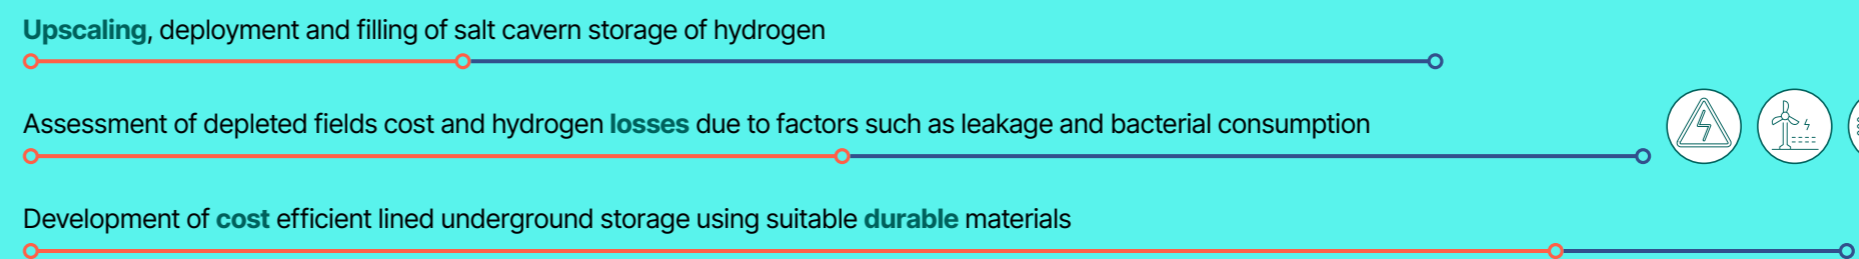 Upscaling, deployment and filling of salt cavern storage of hydrogen
Assessment of depleted fields cost and hydrogen losses due to factors such as leakage and bacterial consumption
Development of cost efficient lined underground storage using suitable durable materials